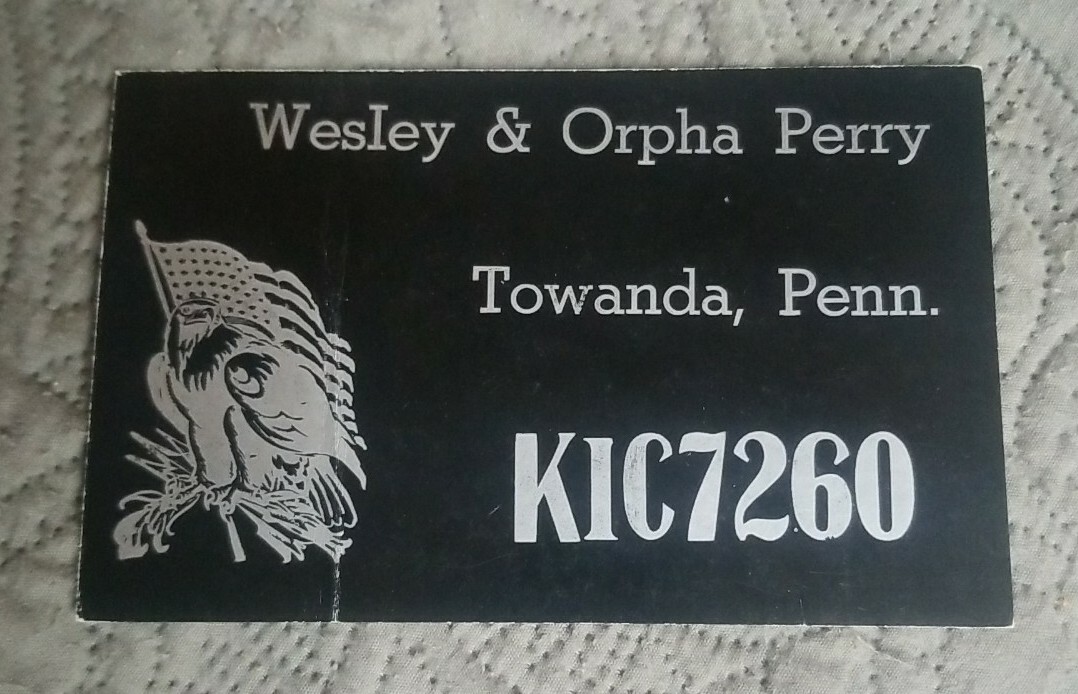 Wesley & Orpha Perry
Towanda, Penn.
KIC7260